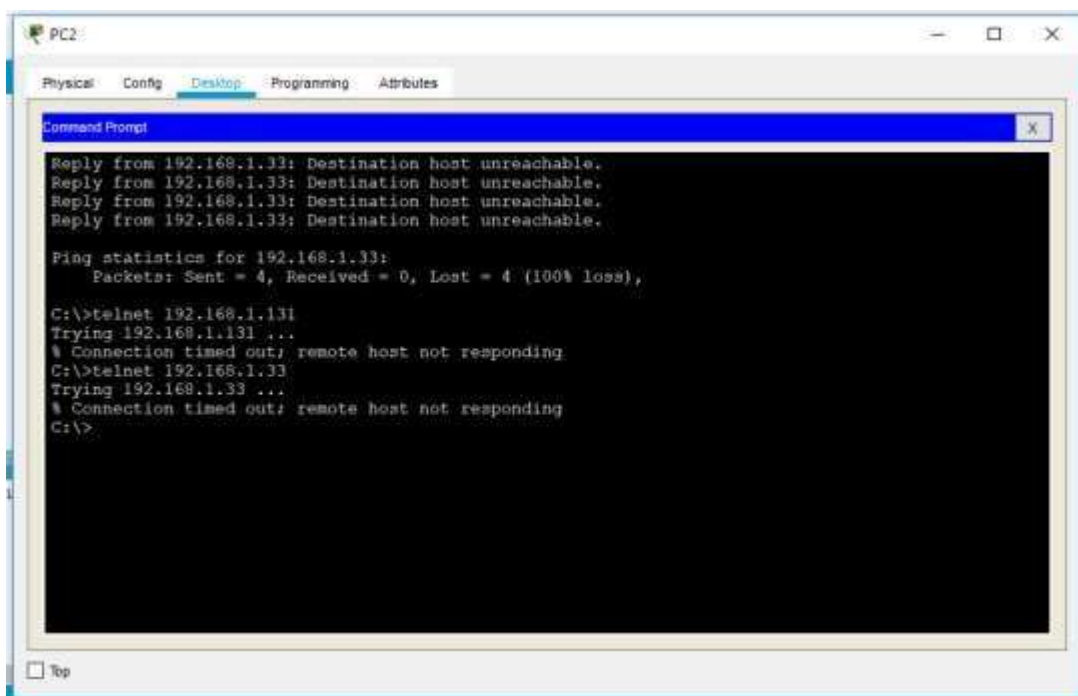 PC2
Physical Config Desktop Programming Attributes
Command Prompt
X
Reply from 192.168.1.33: Destination host unreachable.
Reply from 192.168.1.33: Destination host unreachable.
Reply from 192.168.1.33: Destination host unreachable.
Reply from 192.168.1.33: Destination host unreachable.
Ping statistics for 192.168.1.33:
Packets: Sent = 4, Received = 0, Lost = 4 (100% loss),
C:\>telnet 192.168.1.131
Trying 192.168.1.131 ...
% Connection timed out; remote host not responding
C:\>telnet 192.168.1.33
Trying 192.168.1.33 ...
% Connection timed out; remote host not responding
C:\>
Top